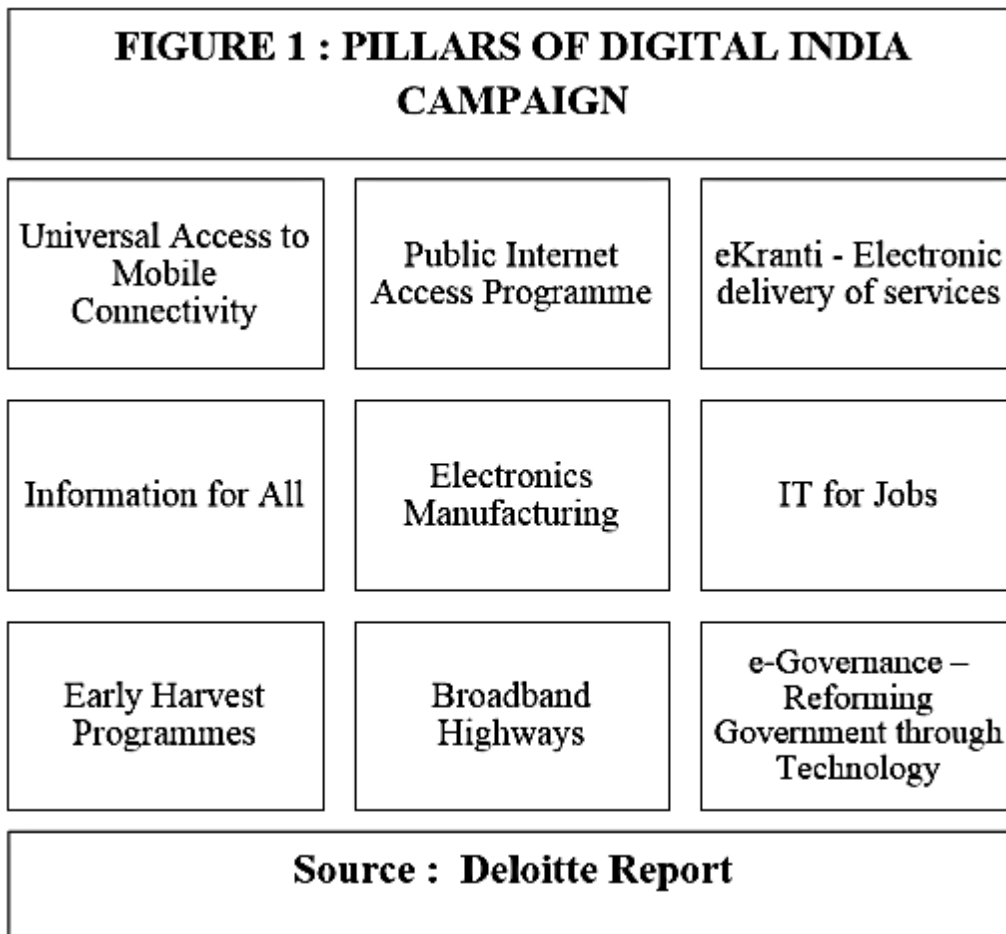 FIGURE 1 : PILLARS OF DIGITAL INDIA
CAMPAIGN
Universal Access to
Mobile
Connectivity
Public Internet
Access Programme
eKranti - Electronic
delivery of services
Information for All
Electronics
Manufacturing
IT for Jobs
Early Harvest
Programmes
Broadband
Highways
e-Governance –
Reforming
Government through
Technology
Source : Deloitte Report